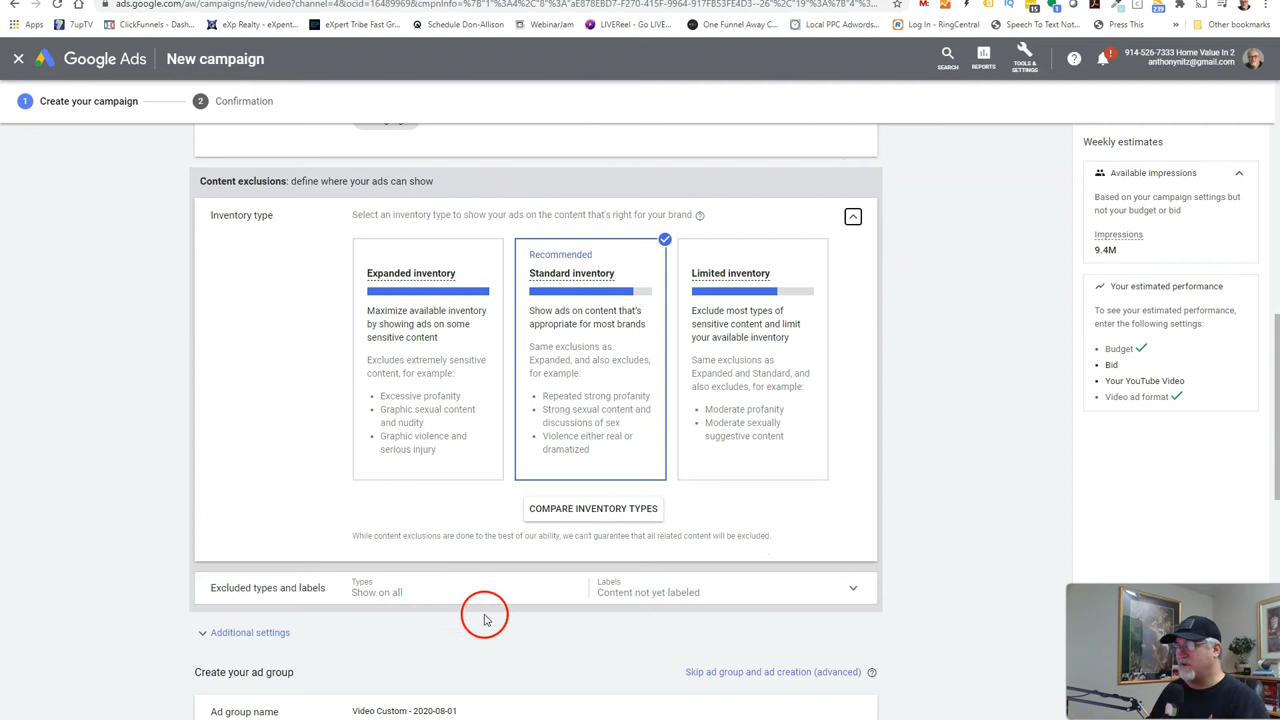 ads.google.com/aw/campaigns/new/video?channel=4&ocid=16489969&cmpnInfo=%7B"1"%3A4%2C"8"%3A"
Apps
7upTV
ClickFunnels - Dash...
eXp Realty - eXpent...
eXpert Tribe Fast Gr...
Schedule Don-Allison
WebinarJam
LIVEReel - Go LIVE...
One Funnel Away C...
Local PPC Adwords...
Log In - RingCentral
Speech To Text Not...
Press This
Other bookmarks
Google Ads
New campaign
SEARCH
REPORTS
TOOLS & SETTINGS
914-526-7333 Home Value In 2
anthonynitz@gmail.com
1 Create your campaign
2 Confirmation
Content exclusions: define where your ads can show
Inventory type
Select an inventory type to show your ads on the content that's right for your brand
Expanded inventory
Maximize available inventory
by showing ads on some
sensitive content
Excludes extremely sensitive
content, for example:
• Excessive profanity
• Graphic sexual content
and nudity
• Graphic violence and
serious injury
Recommended
Standard inventory
Show ads on content that's
appropriate for most brands
Same exclusions as
Expanded, and also excludes,
for example:
• Repeated strong profanity
• Strong sexual content and
discussions of sex
• Violence either real or
dramatized
Limited inventory
Exclude most types of
sensitive content and limit
your available inventory
Same exclusions as
Expanded and Standard, and
also excludes, for example:
• Moderate profanity
• Moderate sexually
suggestive content
COMPARE INVENTORY TYPES
While content exclusions are done to the best of our ability, we can't guarantee that all related content will be excluded.
Excluded types and labels
Types
Show on all
Labels
Content not yet labeled
Additional settings
Create your ad group
Skip ad group and ad creation (advanced)
Ad group name
Video Custom - 2020-08-01
Weekly estimates
Available impressions
Based on your campaign settings but
not your budget or bid
Impressions
9.4M
Your estimated performance
To see your estimated performance,
enter the following settings:
• Budget
• Bid
• Your YouTube Video
• Video ad format